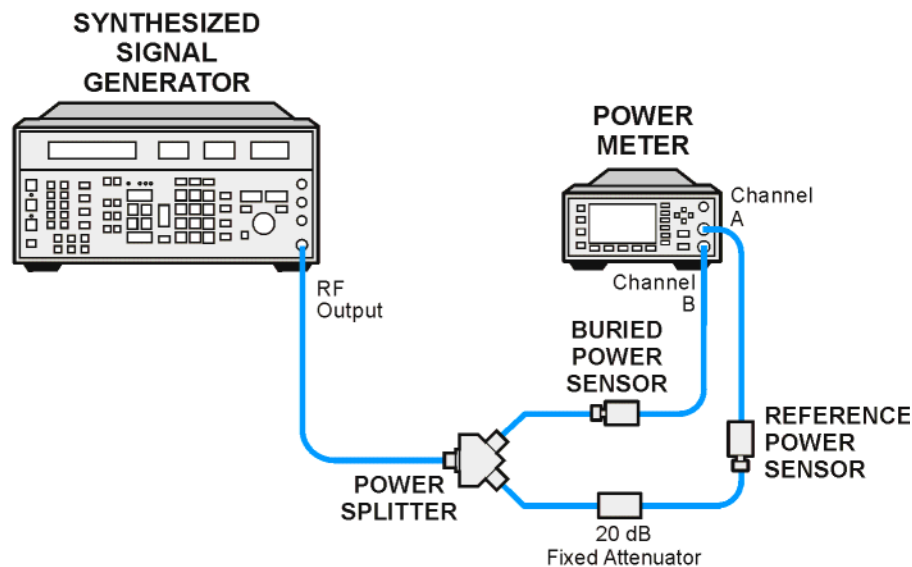 SYNTHESIZED
SIGNAL
GENERATOR
POWER
METER
Channel
A
RF
Output
Channel
B
BURIED
POWER
SENSOR
REFERENCE
POWER
SENSOR
POWER
SPLITTER
20 dB
Fixed Attenuator